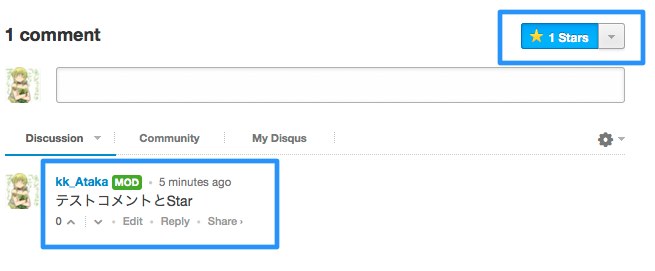 1 comment
1 Stars
Discussion
Community
My Disqus
kk_Ataka MOD • 5 minutes ago
テストコメントとStar
0 • Edit • Reply • Share ›